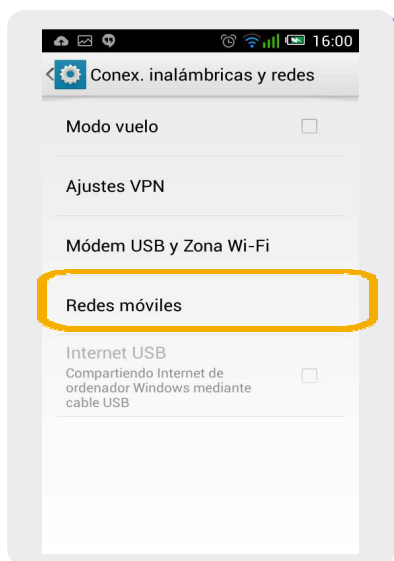 16:00
Conex. inalámbricas y redes
Modo vuelo
Ajustes VPN
Módem USB y Zona Wi-Fi
Redes móviles
Internet USB
Compartiendo Internet de
ordenador Windows mediante
cable USB